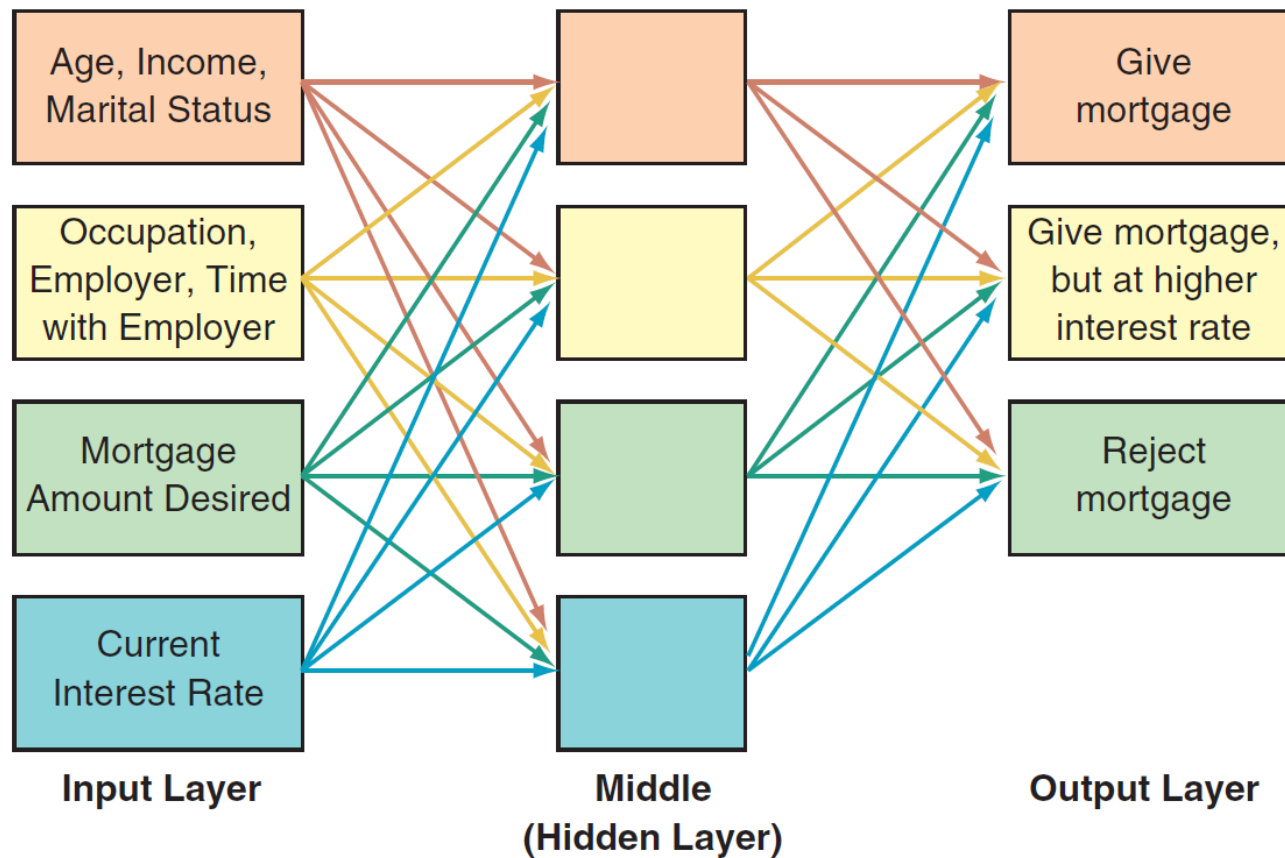 Age, Income,
Marital Status
Give
mortgage
Occupation,
Employer, Time
with Employer
Give mortgage,
but at higher
interest rate
Mortgage
Amount Desired
Reject
mortgage
Current
Interest Rate
Input Layer
Middle
(Hidden Layer)
Output Layer